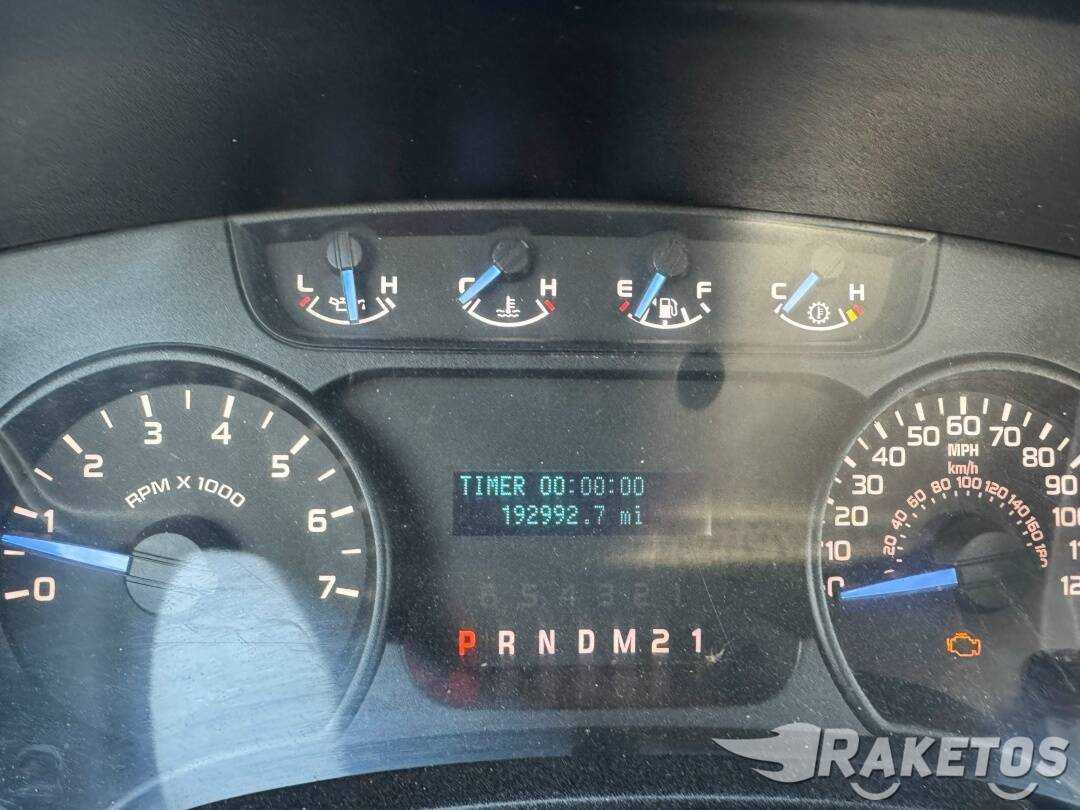 L H C H E F C H
0 1 2 3 4 5 6 7
RPM X 1000
TIMER 00:00:00
192992.7 mi
6 5 4 3 2 1
P R N D M 2 1
0 10 20 30 40 50 60 70 80 90 100
MPH
km/h
20 40 60 80 100 120 140 160 180
RAKETOS